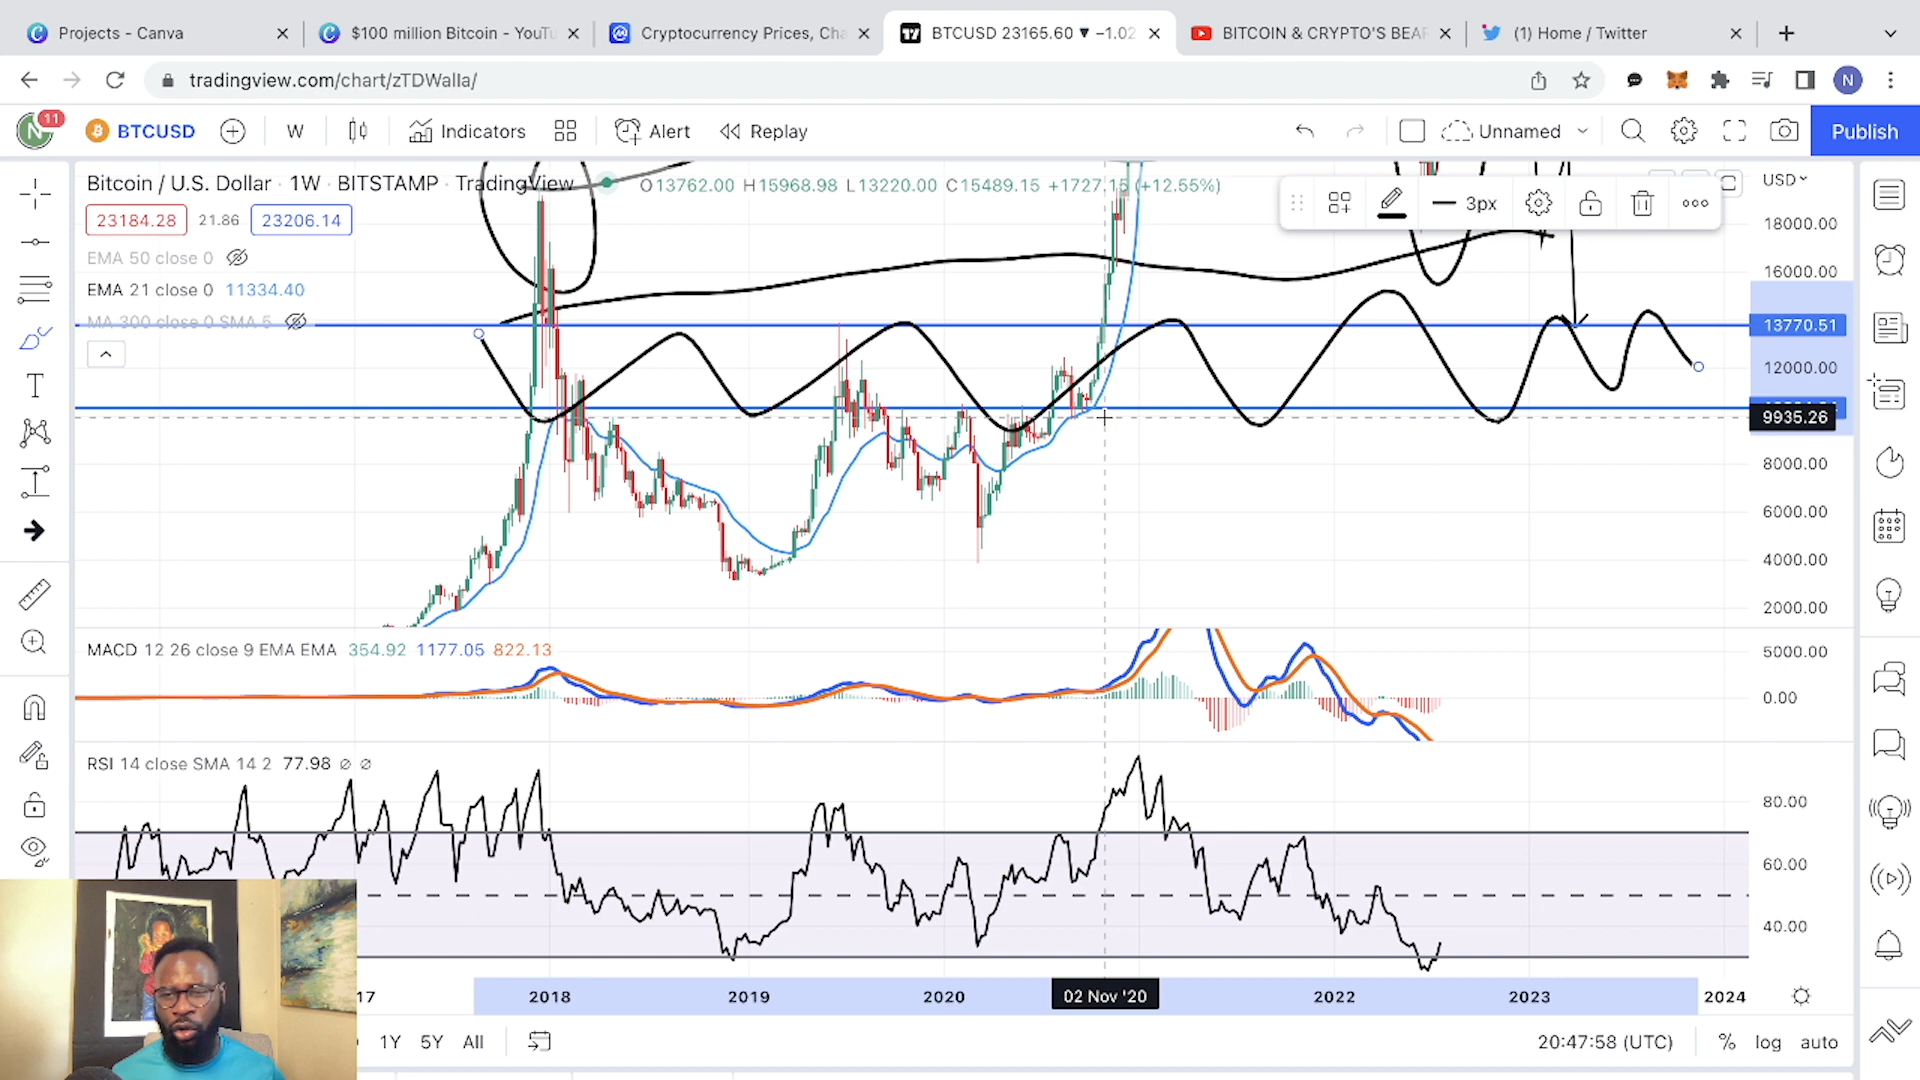 Projects - Canva
$100 million Bitcoin - YouTu
Cryptocurrency Prices, Cha
BTCUSD 23165.60 ▼ −1.02
BITCOIN & CRYPTO'S BEAR
(1) Home / Twitter
tradingview.com/chart/zTDWalla/
N
N 11
BTCUSD
W
Indicators
Alert
Replay
Unnamed
Publish
Bitcoin / U.S. Dollar · 1W · BITSTAMP · TradingView
O13762.00 H15968.98 L13220.00 C15489.15 +1727.15 (+12.55%)
3px
USD
23184.28 21.86 23206.14
EMA 50 close 0
EMA 21 close 0 11334.40
MA 300 close 0 SMA 5
18000.00
16000.00
13770.51
12000.00
9935.26
8000.00
6000.00
4000.00
2000.00
MACD 12 26 close 9 EMA EMA 354.92 1177.05 822.13
5000.00
0.00
RSI 14 close SMA 14 2 77.98 ∅ ∅
80.00
60.00
40.00
17 2018 2019 2020 02 Nov '20 2022 2023 2024
1Y 5Y All
20:47:58 (UTC) % log auto